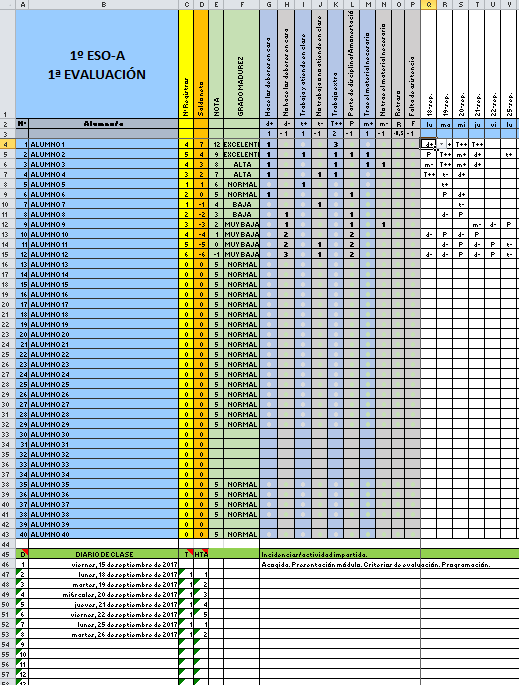 A B C D E F G H I J K L M N O P Q R S T U V
1º ESO-A
1ª EVALUACIÓN
Nº Registros
Saldo neto
NOTA
GRADO MADUREZ
Hace los deberes en casa
No hace los deberes en casa
Trabaja y atiende en clase
No trabaja o no atiende en clase
Trabajo extra
Parte de disciplina/Amonestació
Trae el material necesario
No trae el material necesario
Retraso
Falta de asistencia
18-sep.
19-sep.
20-sep.
21-sep.
22-sep.
25-sep.
1
2 Nº Alumno/a d+ d- t+ t- T++ P m+ m- R F lu ma mi ju vi lu
3 1 -1 1 -1 2 -1 1 -1 -0,5 -1
4 1 ALUMNO 1 4 7 12 EXCELENTE 1 3 d+ T++ T++
5 2 ALUMNO 2 5 4 9 EXCELENTE 1 1 1 1 P T++ m+ d+ t+
6 3 ALUMNO 3 4 3 8 ALTA 1 1 1 1 m- T++ d+ m+
7 4 ALUMNO 4 3 2 7 ALTA 1 1 1 T++ t- d+
8 5 ALUMNO 5 1 1 6 NORMAL 1 t+
9 6 ALUMNO 6 2 0 5 NORMAL 1 1 P d+
10 7 ALUMNO 7 1 -1 4 BAJA 1 t-
11 8 ALUMNO 8 2 -2 3 BAJA 1 1 d- P
12 9 ALUMNO 9 3 -3 2 MUY BAJA 1 1 1 m- d- P
13 10 ALUMNO 10 4 -4 1 MUY BAJA 2 2 d- P d- P
14 11 ALUMNO 11 5 -5 0 MUY BAJA 2 1 2 d- P d- P t-
15 12 ALUMNO 12 6 -6 -1 MUY BAJA 3 1 2 d- d- P d- P t-
16 13 ALUMNO 13 0 0 5 NORMAL
17 14 ALUMNO 14 0 0 5 NORMAL
18 15 ALUMNO 15 0 0 5 NORMAL
19 16 ALUMNO 16 0 0 5 NORMAL
20 17 ALUMNO 17 0 0 5 NORMAL
21 18 ALUMNO 18 0 0 5 NORMAL
22 19 ALUMNO 19 0 0 5 NORMAL
23 20 ALUMNO 20 0 0 5 NORMAL
24 21 ALUMNO 21 0 0 5 NORMAL
25 22 ALUMNO 22 0 0 5 NORMAL
26 23 ALUMNO 23 0 0 5 NORMAL
27 24 ALUMNO 24 0 0 5 NORMAL
28 25 ALUMNO 25 0 0 5 NORMAL
29 26 ALUMNO 26 0 0 5 NORMAL
30 27 ALUMNO 27 0 0 5 NORMAL
31 28 ALUMNO 28 0 0 5 NORMAL
32 29 ALUMNO 29 0 0 5 NORMAL
33 30 ALUMNO 30 0 0
34 31 ALUMNO 31 0 0
35 32 ALUMNO 32 0 0
36 33 ALUMNO 33 0 0
37 34 ALUMNO 34 0 0
38 35 ALUMNO 35 0 0 5 NORMAL
39 36 ALUMNO 36 0 0 5 NORMAL
40 37 ALUMNO 37 0 0 5 NORMAL
41 38 ALUMNO 38 0 0 5 NORMAL
42 39 ALUMNO 39 0 0
43 40 ALUMNO 40 0 0 5 NORMAL
44
45 D DIARIO DE CLASE T HTA Incidencias/actividad impartida.
46 1 viernes, 15 de septiembre de 2017 Acogida. Presentación módulo. Criterios de evaluación. Programación.
47 2 lunes, 18 de septiembre de 2017 1 1
48 3 martes, 19 de septiembre de 2017 1 2
49 4 miércoles, 20 de septiembre de 2017 1 3
50 5 jueves, 21 de septiembre de 2017 1 4
51 6 viernes, 22 de septiembre de 2017 1 5
52 7 lunes, 25 de septiembre de 2017 1 1
53 8 martes, 26 de septiembre de 2017 1 2
54 9
55 10
56 11
57 12